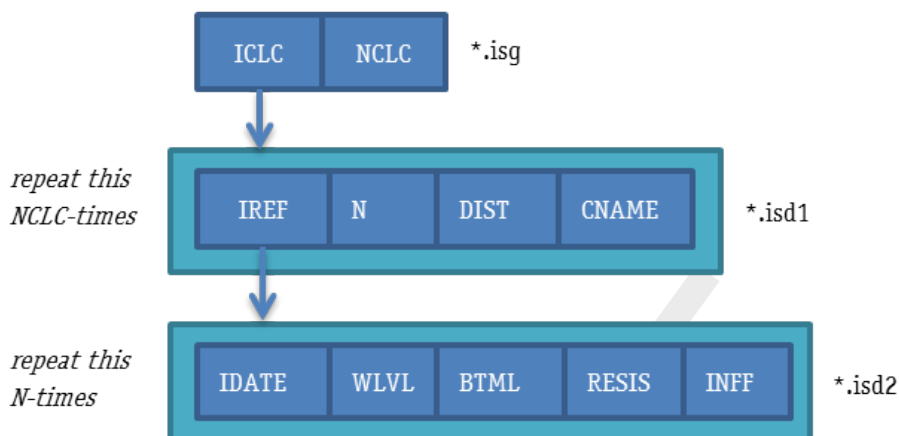 ICLC NCLC *.isg
repeat this
NCLC-times
IREF N DIST CNAME *.isd1
repeat this
N-times
IDATE WLVL BTML RESIS INFF *.isd2